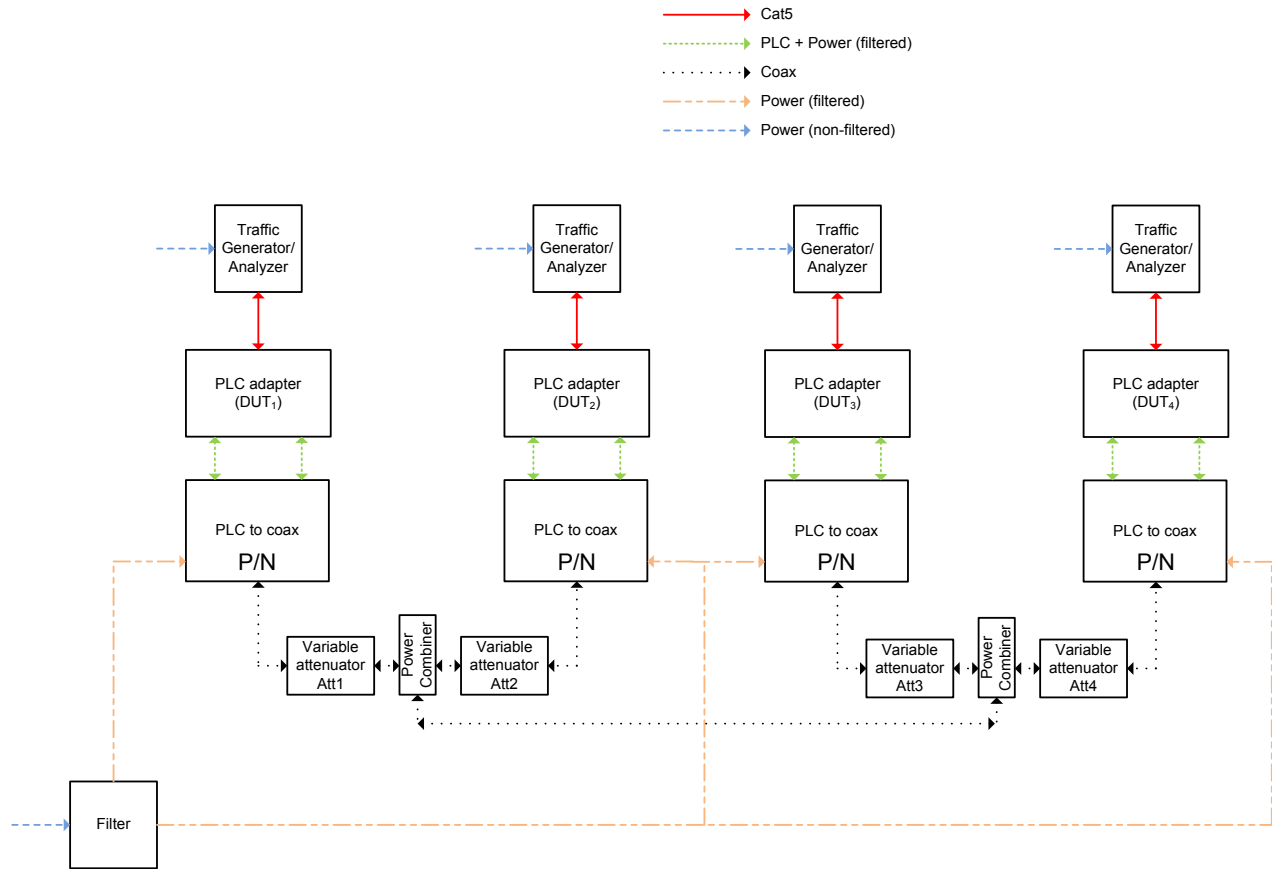 Cat5
PLC + Power (filtered)
Coax
Power (filtered)
Power (non-filtered)
Traffic
Generator/
Analyzer
Traffic
Generator/
Analyzer
Traffic
Generator/
Analyzer
Traffic
Generator/
Analyzer
PLC adapter
(DUT₁)
PLC adapter
(DUT₂)
PLC adapter
(DUT₃)
PLC adapter
(DUT₄)
PLC to coax
P/N
PLC to coax
P/N
PLC to coax
P/N
PLC to coax
P/N
Variable
attenuator
Att1
Power
Combiner
Variable
attenuator
Att2
Variable
attenuator
Att3
Power
Combiner
Variable
attenuator
Att4
Filter